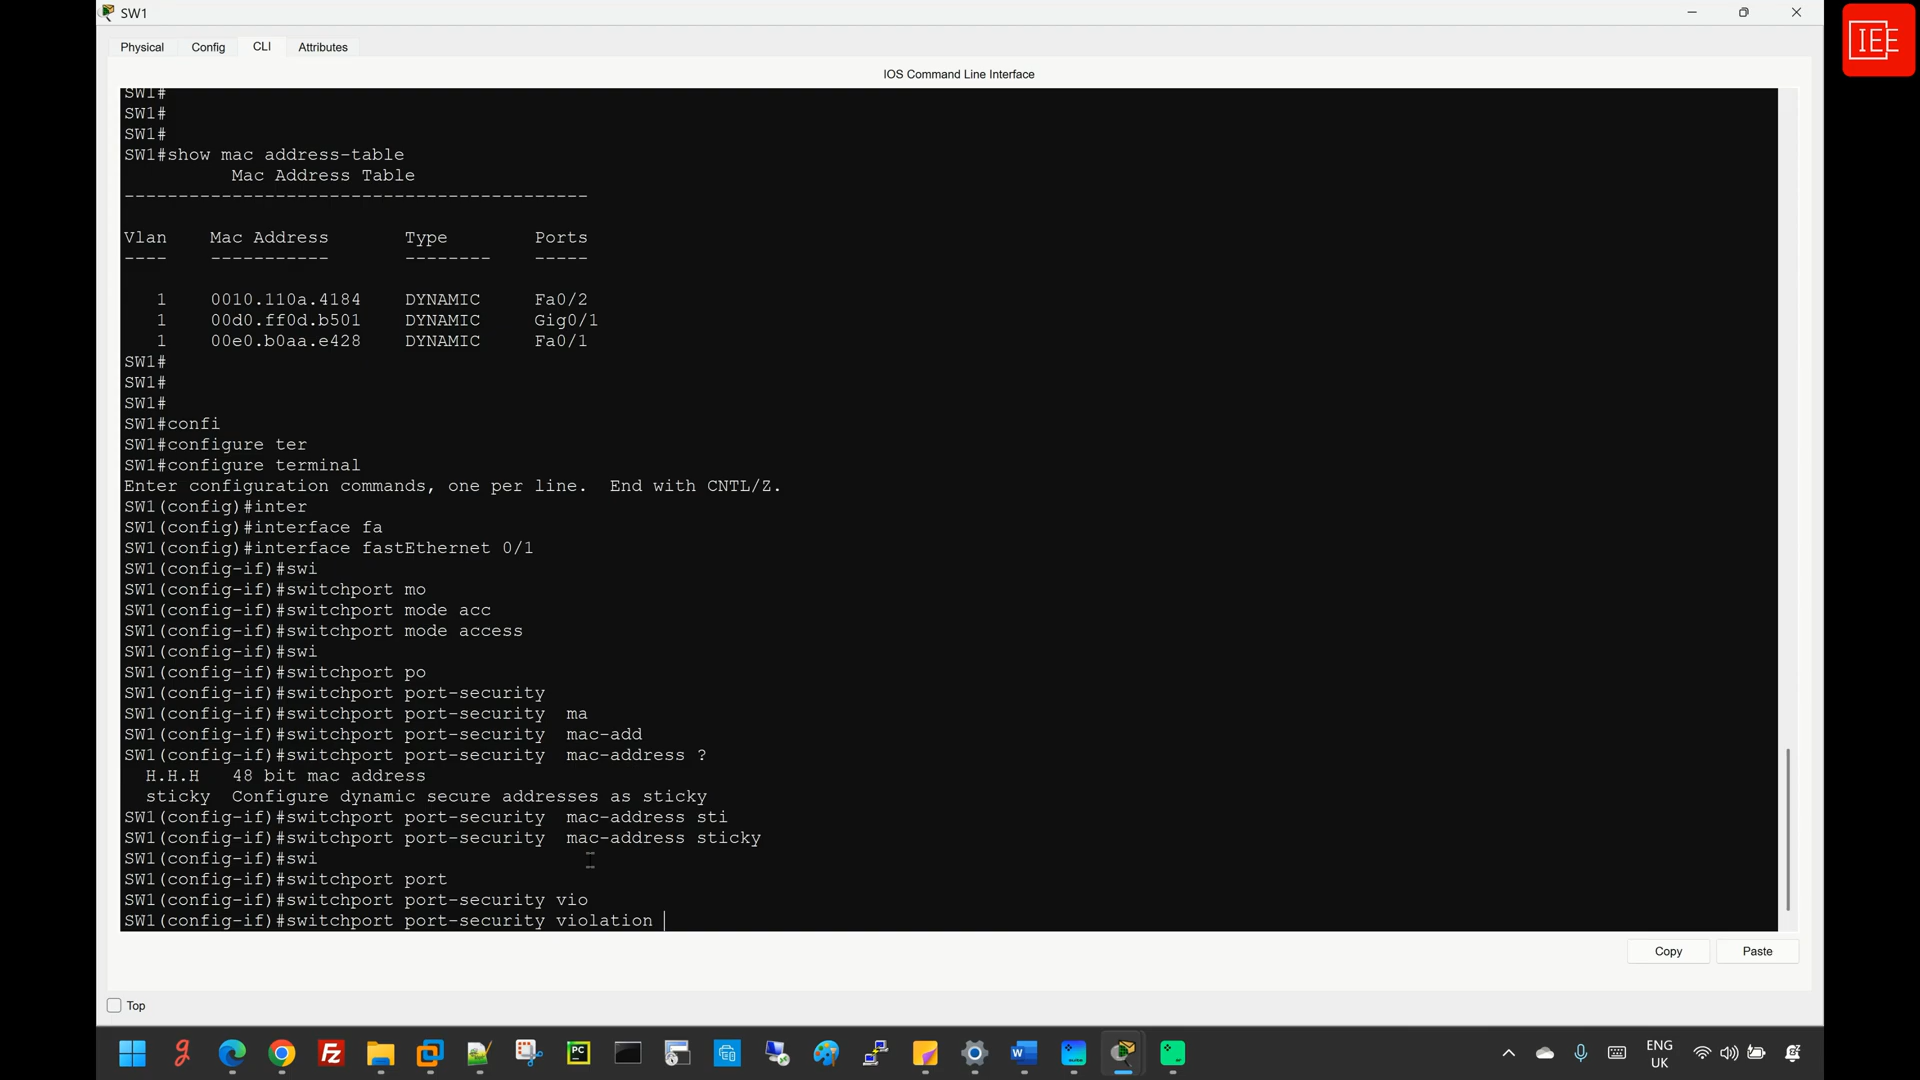 SW1
IEE
Physical Config CLI Attributes
IOS Command Line Interface
SW1#
SW1#
SW1#
SW1#show mac address-table
Mac Address Table
-------------------------------------------
Vlan Mac Address Type Ports
---- ----------- -------- -----
1 0010.110a.4184 DYNAMIC Fa0/2
1 00d0.ff0d.b501 DYNAMIC Gig0/1
1 00e0.b0aa.e428 DYNAMIC Fa0/1
SW1#
SW1#
SW1#
SW1#confi
SW1#configure ter
SW1#configure terminal
Enter configuration commands, one per line. End with CNTL/Z.
SW1(config)#inter
SW1(config)#interface fa
SW1(config)#interface fastEthernet 0/1
SW1(config-if)#swi
SW1(config-if)#switchport mo
SW1(config-if)#switchport mode acc
SW1(config-if)#switchport mode access
SW1(config-if)#swi
SW1(config-if)#switchport po
SW1(config-if)#switchport port-security
SW1(config-if)#switchport port-security ma
SW1(config-if)#switchport port-security mac-add
SW1(config-if)#switchport port-security mac-address ?
H.H.H 48 bit mac address
sticky Configure dynamic secure addresses as sticky
SW1(config-if)#switchport port-security mac-address sti
SW1(config-if)#switchport port-security mac-address sticky
SW1(config-if)#swi
SW1(config-if)#switchport port
SW1(config-if)#switchport port-security vio
SW1(config-if)#switchport port-security violation
Copy Paste
Top
ENG
UK